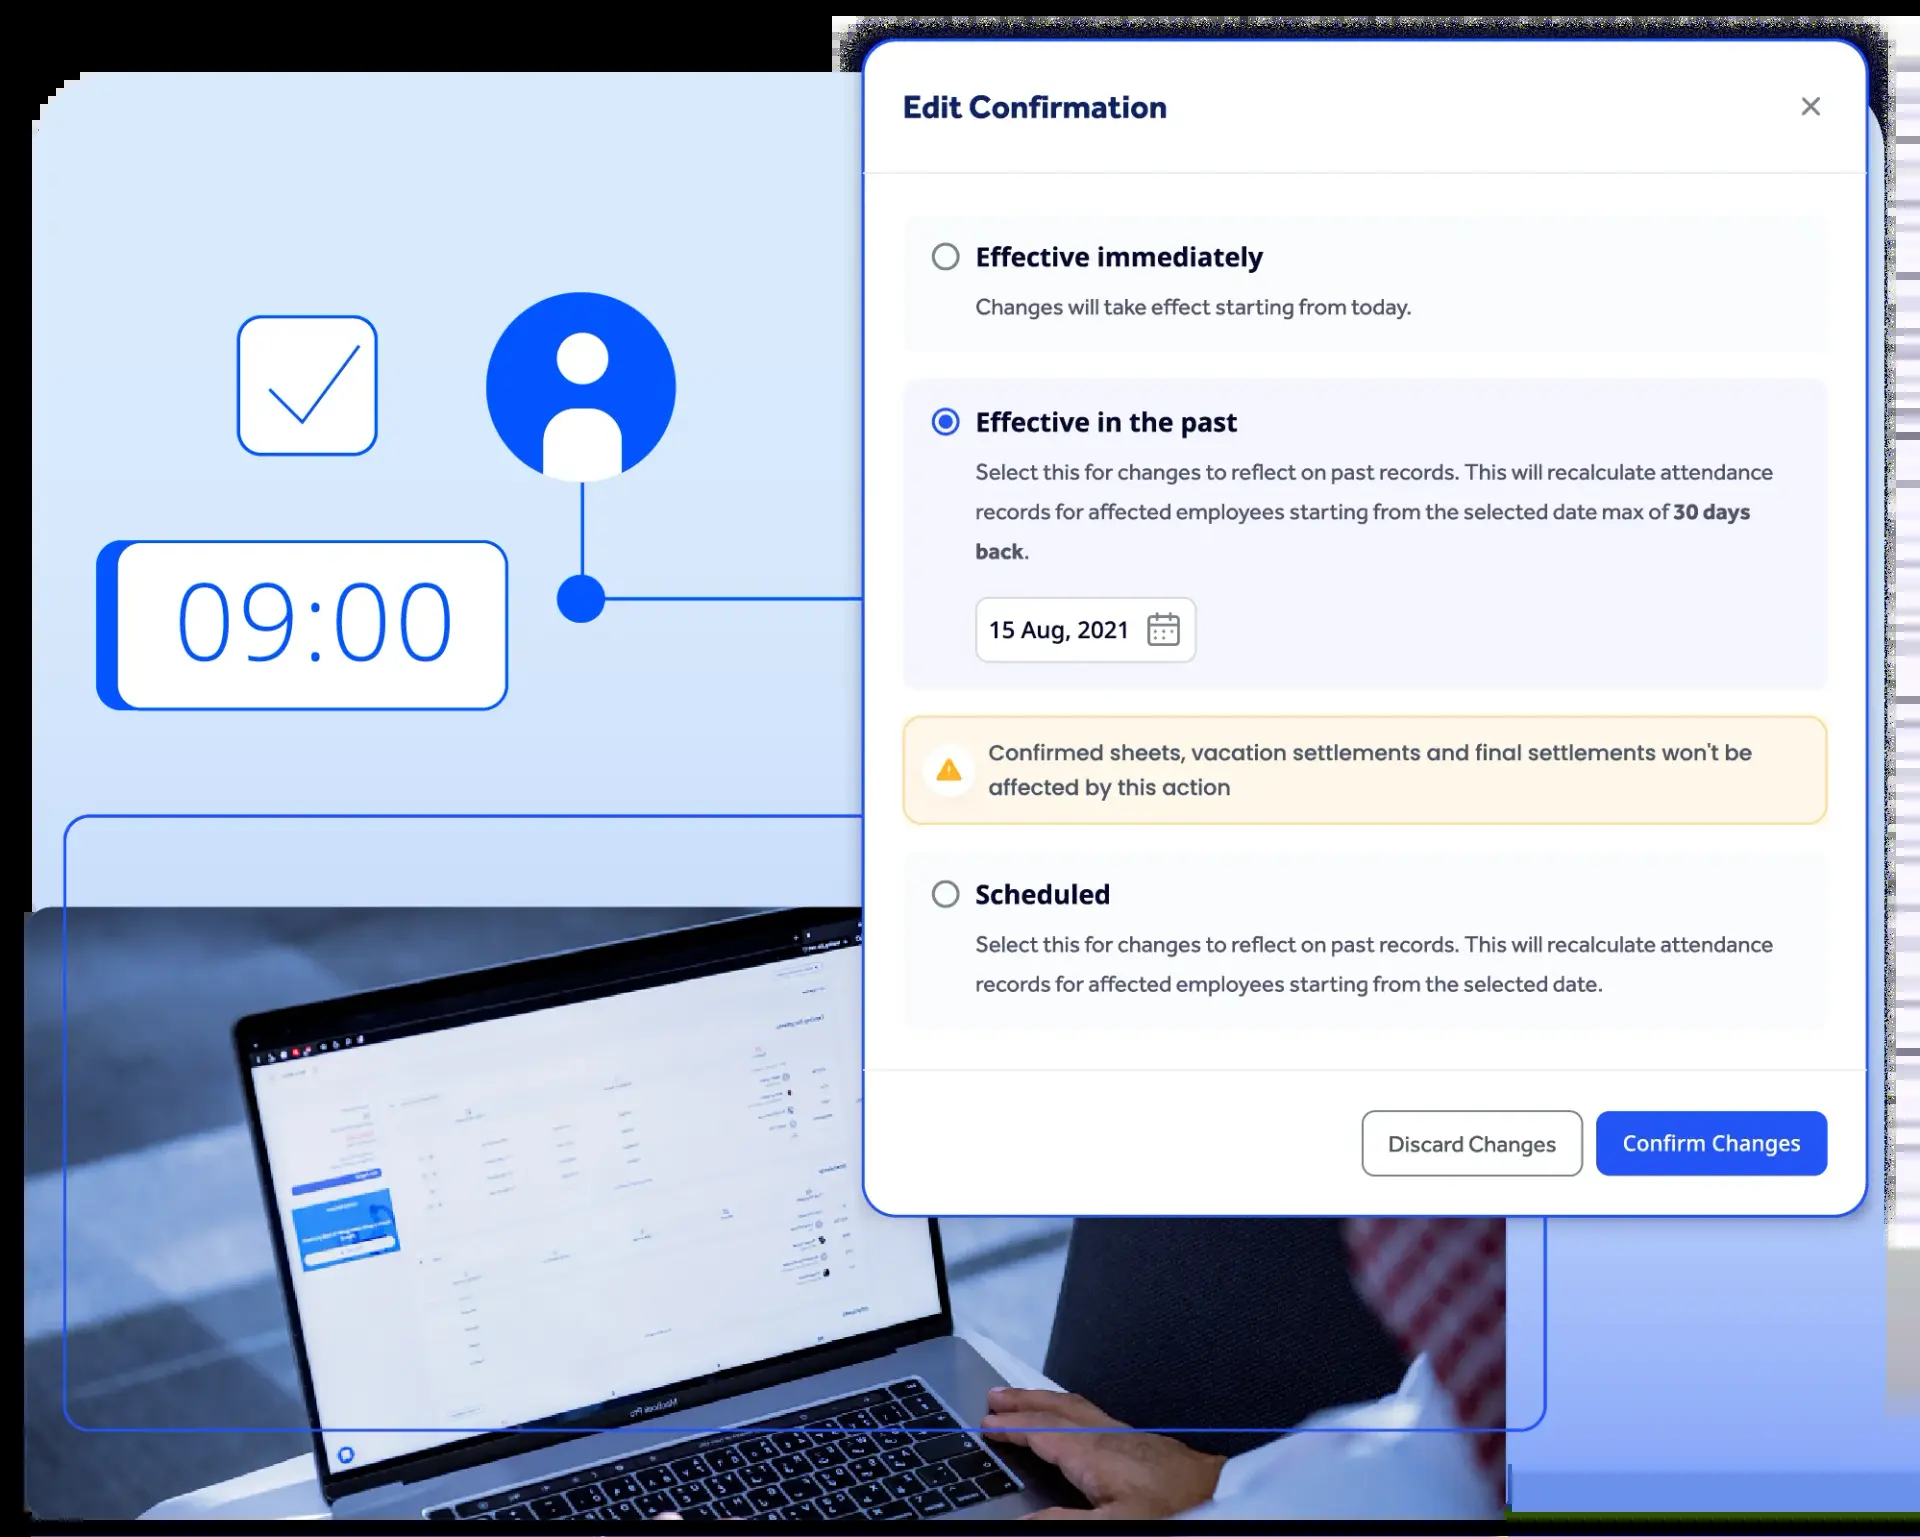 Edit Confirmation
Effective immediately
Changes will take effect starting from today.
Effective in the past
Select this for changes to reflect on past records. This will recalculate attendance
records for affected employees starting from the selected date max of 30 days
back.
15 Aug, 2021
Confirmed sheets, vacation settlements and final settlements won't be
affected by this action
Scheduled
Select this for changes to reflect on past records. This will recalculate attendance
records for affected employees starting from the selected date.
Discard Changes
Confirm Changes
09:00
MacBook Pro